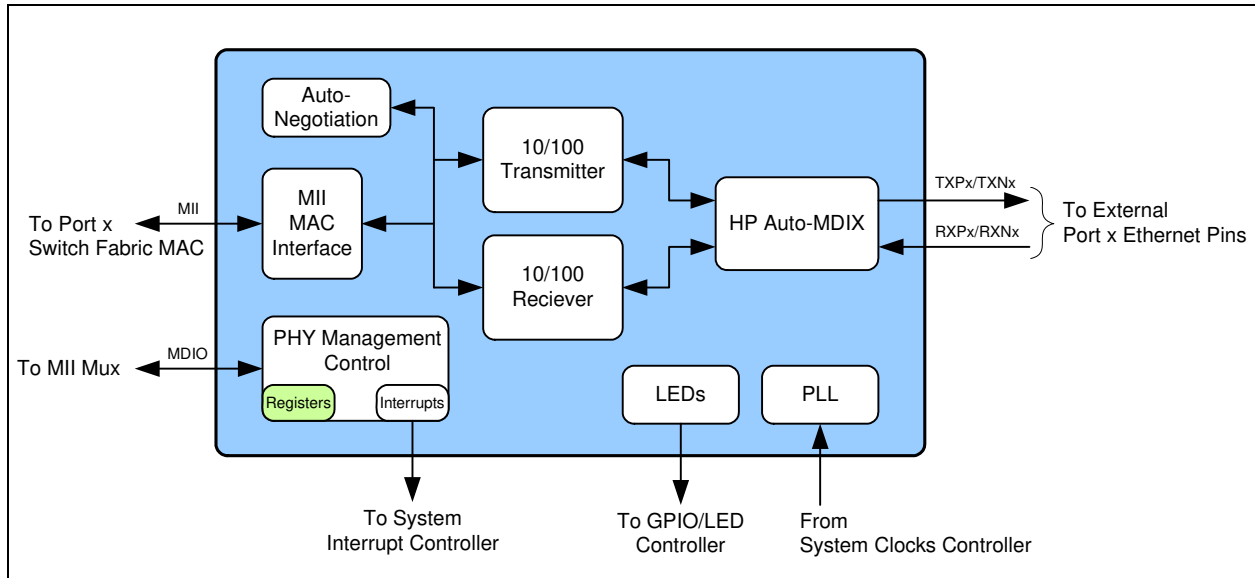 Auto-
Negotiation
10/100
Transmitter
MII
MAC
Interface
HP Auto-MDIX
10/100
Reciever
MII
To Port x
Switch Fabric MAC
TXPx/TXNx
RXPx/RXNx
To External
Port x Ethernet Pins
PHY Management
Control
Registers
Interrupts
MDIO
To MII Mux
LEDs
PLL
To System
Interrupt Controller
To GPIO/LED
Controller
From
System Clocks Controller